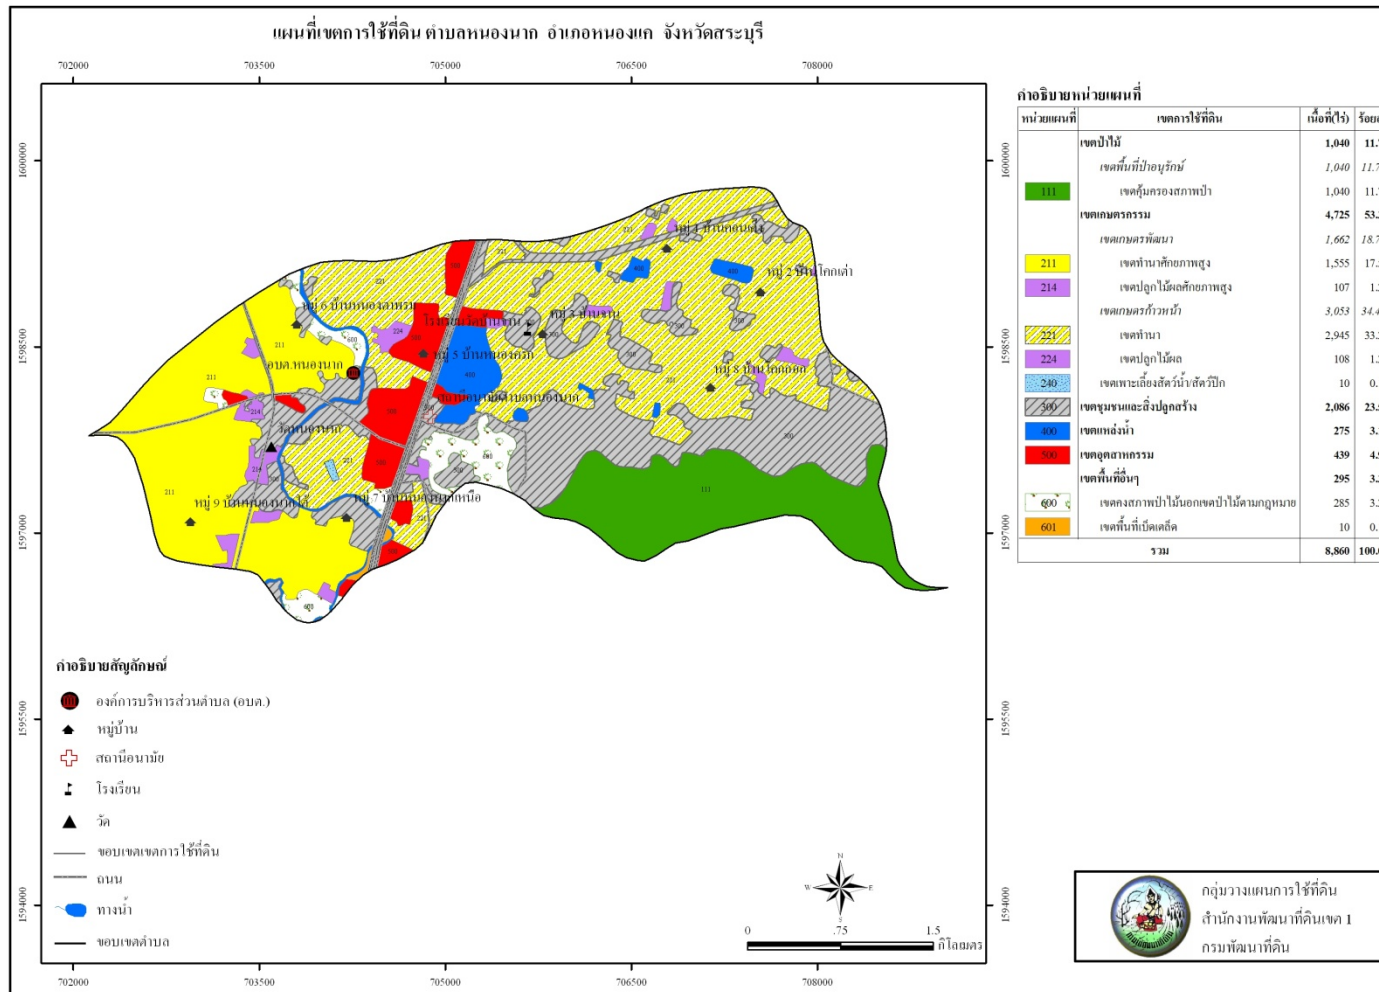 แผนที่เขตการใช้ที่ดิน ตำบลหนองนาก อำเภอหนองแค จังหวัดสระบุรี
702000 703500 705000 706500 708000
1600000 1600000
1598500 1598500
1597000 1597000
1595500 1595500
1594000 1594000
702000 703500 705000 706500 708000
หมู่ 2 บ้านโคกเต่า
หมู่ 6 บ้านหนองตาพรม
โรงเรียนวัดบ้านจาน
หมู่ 3 บ้านจาน
อบต.หนองนาก
หมู่ 8 บ้านโคกกอก
สถานีอนามัยตำบลหนองนาก
วัดหนองนาก
หมู่ 9 บ้านหนองนากใต้
หมู่ 7 บ้านหนองนากเหนือ
คำอธิบายหน่วยแผนที่
หน่วยแผนที่ เขตการใช้ที่ดิน เนื้อที่(ไร่)
เขตป่าไม้ 1,040
เขตพื้นที่ป่าอนุรักษ์ 1,040
111 เขตคุ้มครองสภาพป่า 1,040
เขตเกษตรกรรม 4,725
เขตเกษตรพัฒนา 1,662
211 เขตทำนาศักยภาพสูง 1,555
214 เขตปลูกไม้ผลศักยภาพสูง 107
เขตเกษตรก้าวหน้า 3,053
221 เขตทำนา 2,945
224 เขตปลูกไม้ผล 108
240 เขตเพาะเลี้ยงสัตว์น้ำ/สัตว์ปีก 10
300 เขตชุมชนและสิ่งปลูกสร้าง 2,086
400 เขตแหล่งน้ำ 275
500 เขตอุตสาหกรรม 439
เขตพื้นที่อื่นๆ 295
600 เขตคงสภาพป่าไม้นอกเขตป่าไม้ตามกฎหมาย 285
601 เขตพื้นที่เบ็ดเตล็ด 10
รวม 8,860
คำอธิบายสัญลักษณ์
องค์การบริหารส่วนตำบล (อบต.)
หมู่บ้าน
สถานีอนามัย
โรงเรียน
วัด
ขอบเขตเขตการใช้ที่ดิน
ถนน
ทางน้ำ
ขอบเขตตำบล
N
W E
S
0 .75 1.5
กิโลเมตร
กลุ่มวางแผนการใช้ที่ดิน
สำนักงานพัฒนาที่ดินเขต 1
กรมพัฒนาที่ดิน